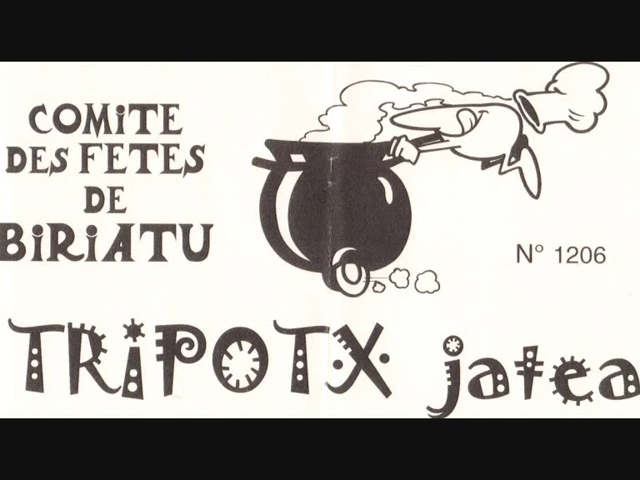 COMITE
DES FETES
DE
BIRIATU
N° 1206
TRIPOTX jatea